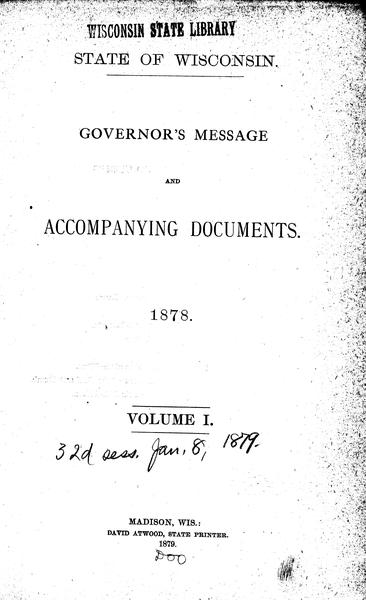 WISCONSIN STATE LIBRARY
STATE OF WISCONSIN.
GOVERNOR'S MESSAGE
AND
ACCOMPANYING DOCUMENTS.
1878.
VOLUME I.
32d sess. Jan. 8, 1879.
MADISON, WIS.:
DAVID ATWOOD, STATE PRINTER.
1879.